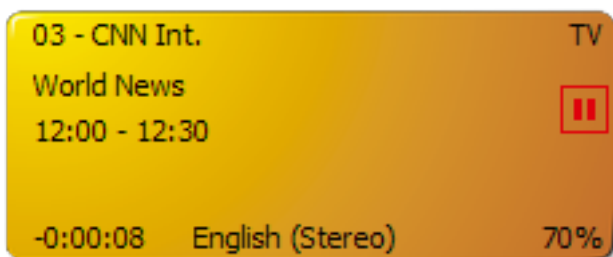 03 - CNN Int. TV
World News
12:00 - 12:30
-0:00:08 English (Stereo) 70%